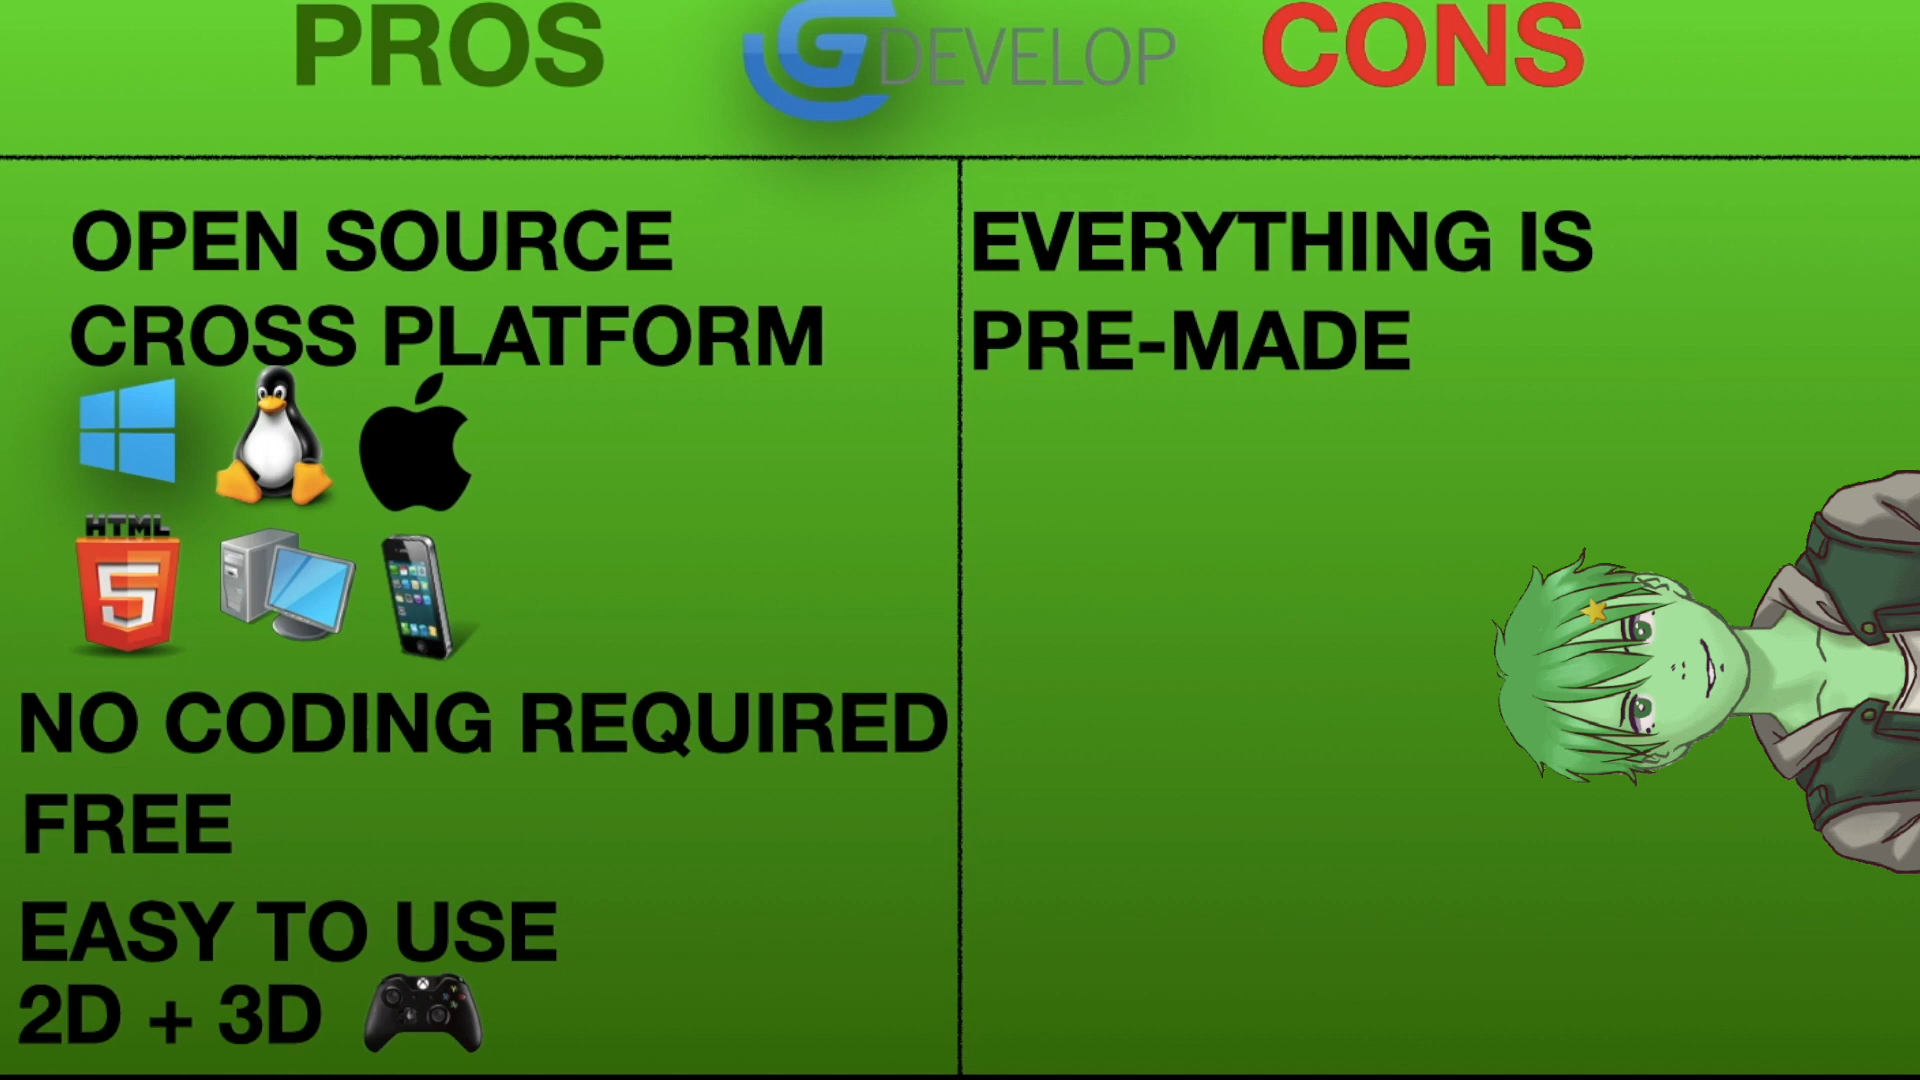 PROS
GDEVELOP
CONS
OPEN SOURCE
CROSS PLATFORM
HTML
5
NO CODING REQUIRED
FREE
EASY TO USE
2D + 3D
EVERYTHING IS
PRE-MADE